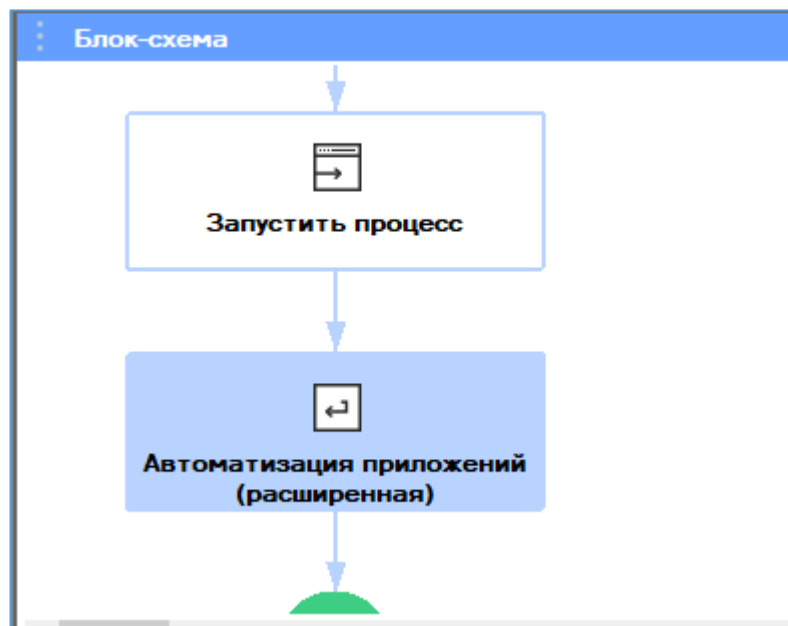 Блок-схема
Запустить процесс
Автоматизация приложений
(расширенная)